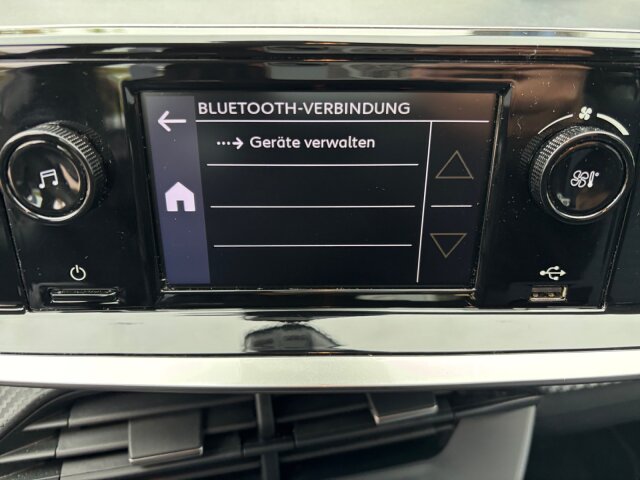 BLUETOOTH-VERBINDUNG
Geräte verwalten